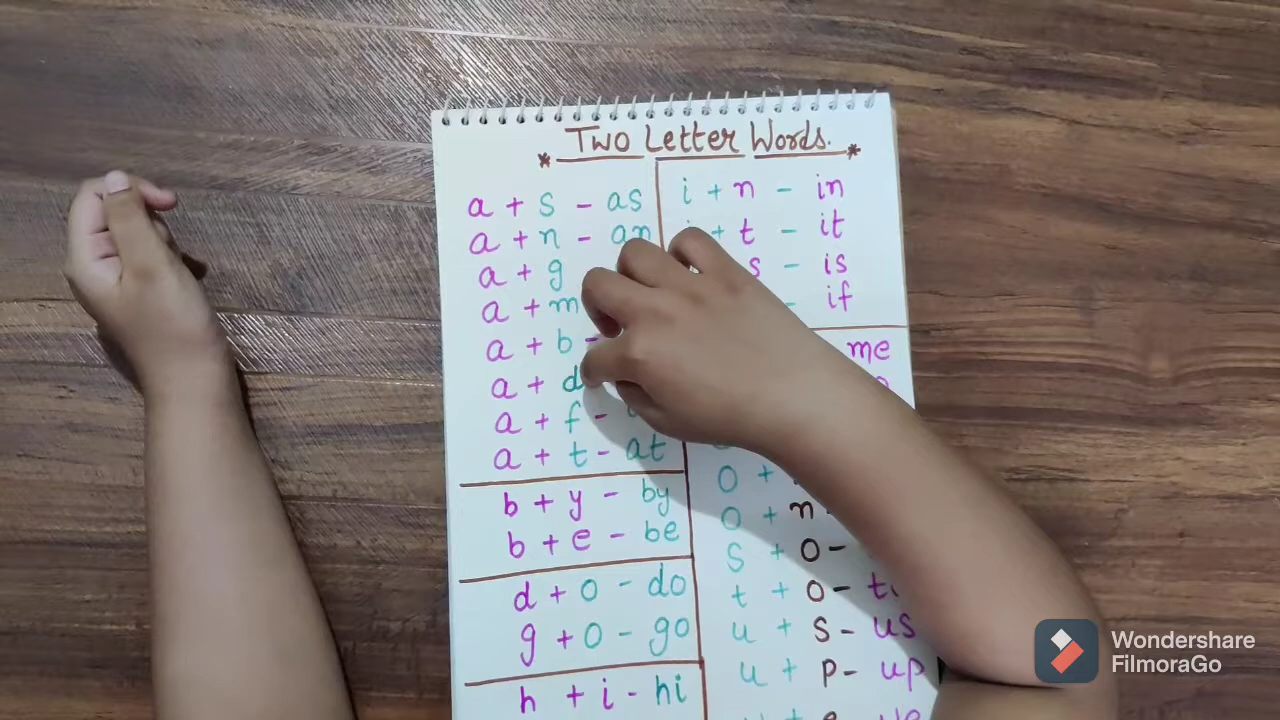 * Two Letter Words. *
a + s - as
a + n - an
a + g
a + m
a + b -
a + d
a + f -
a + t - at
b + y - by
b + e - be
d + o - do
g + o - go
h + i - hi
i + n - in
+ t - it
s - is
- if
me
o +
o + n -
s + o -
t + o -
u + s - us
u + p - up
Wondershare
FilmoraGo